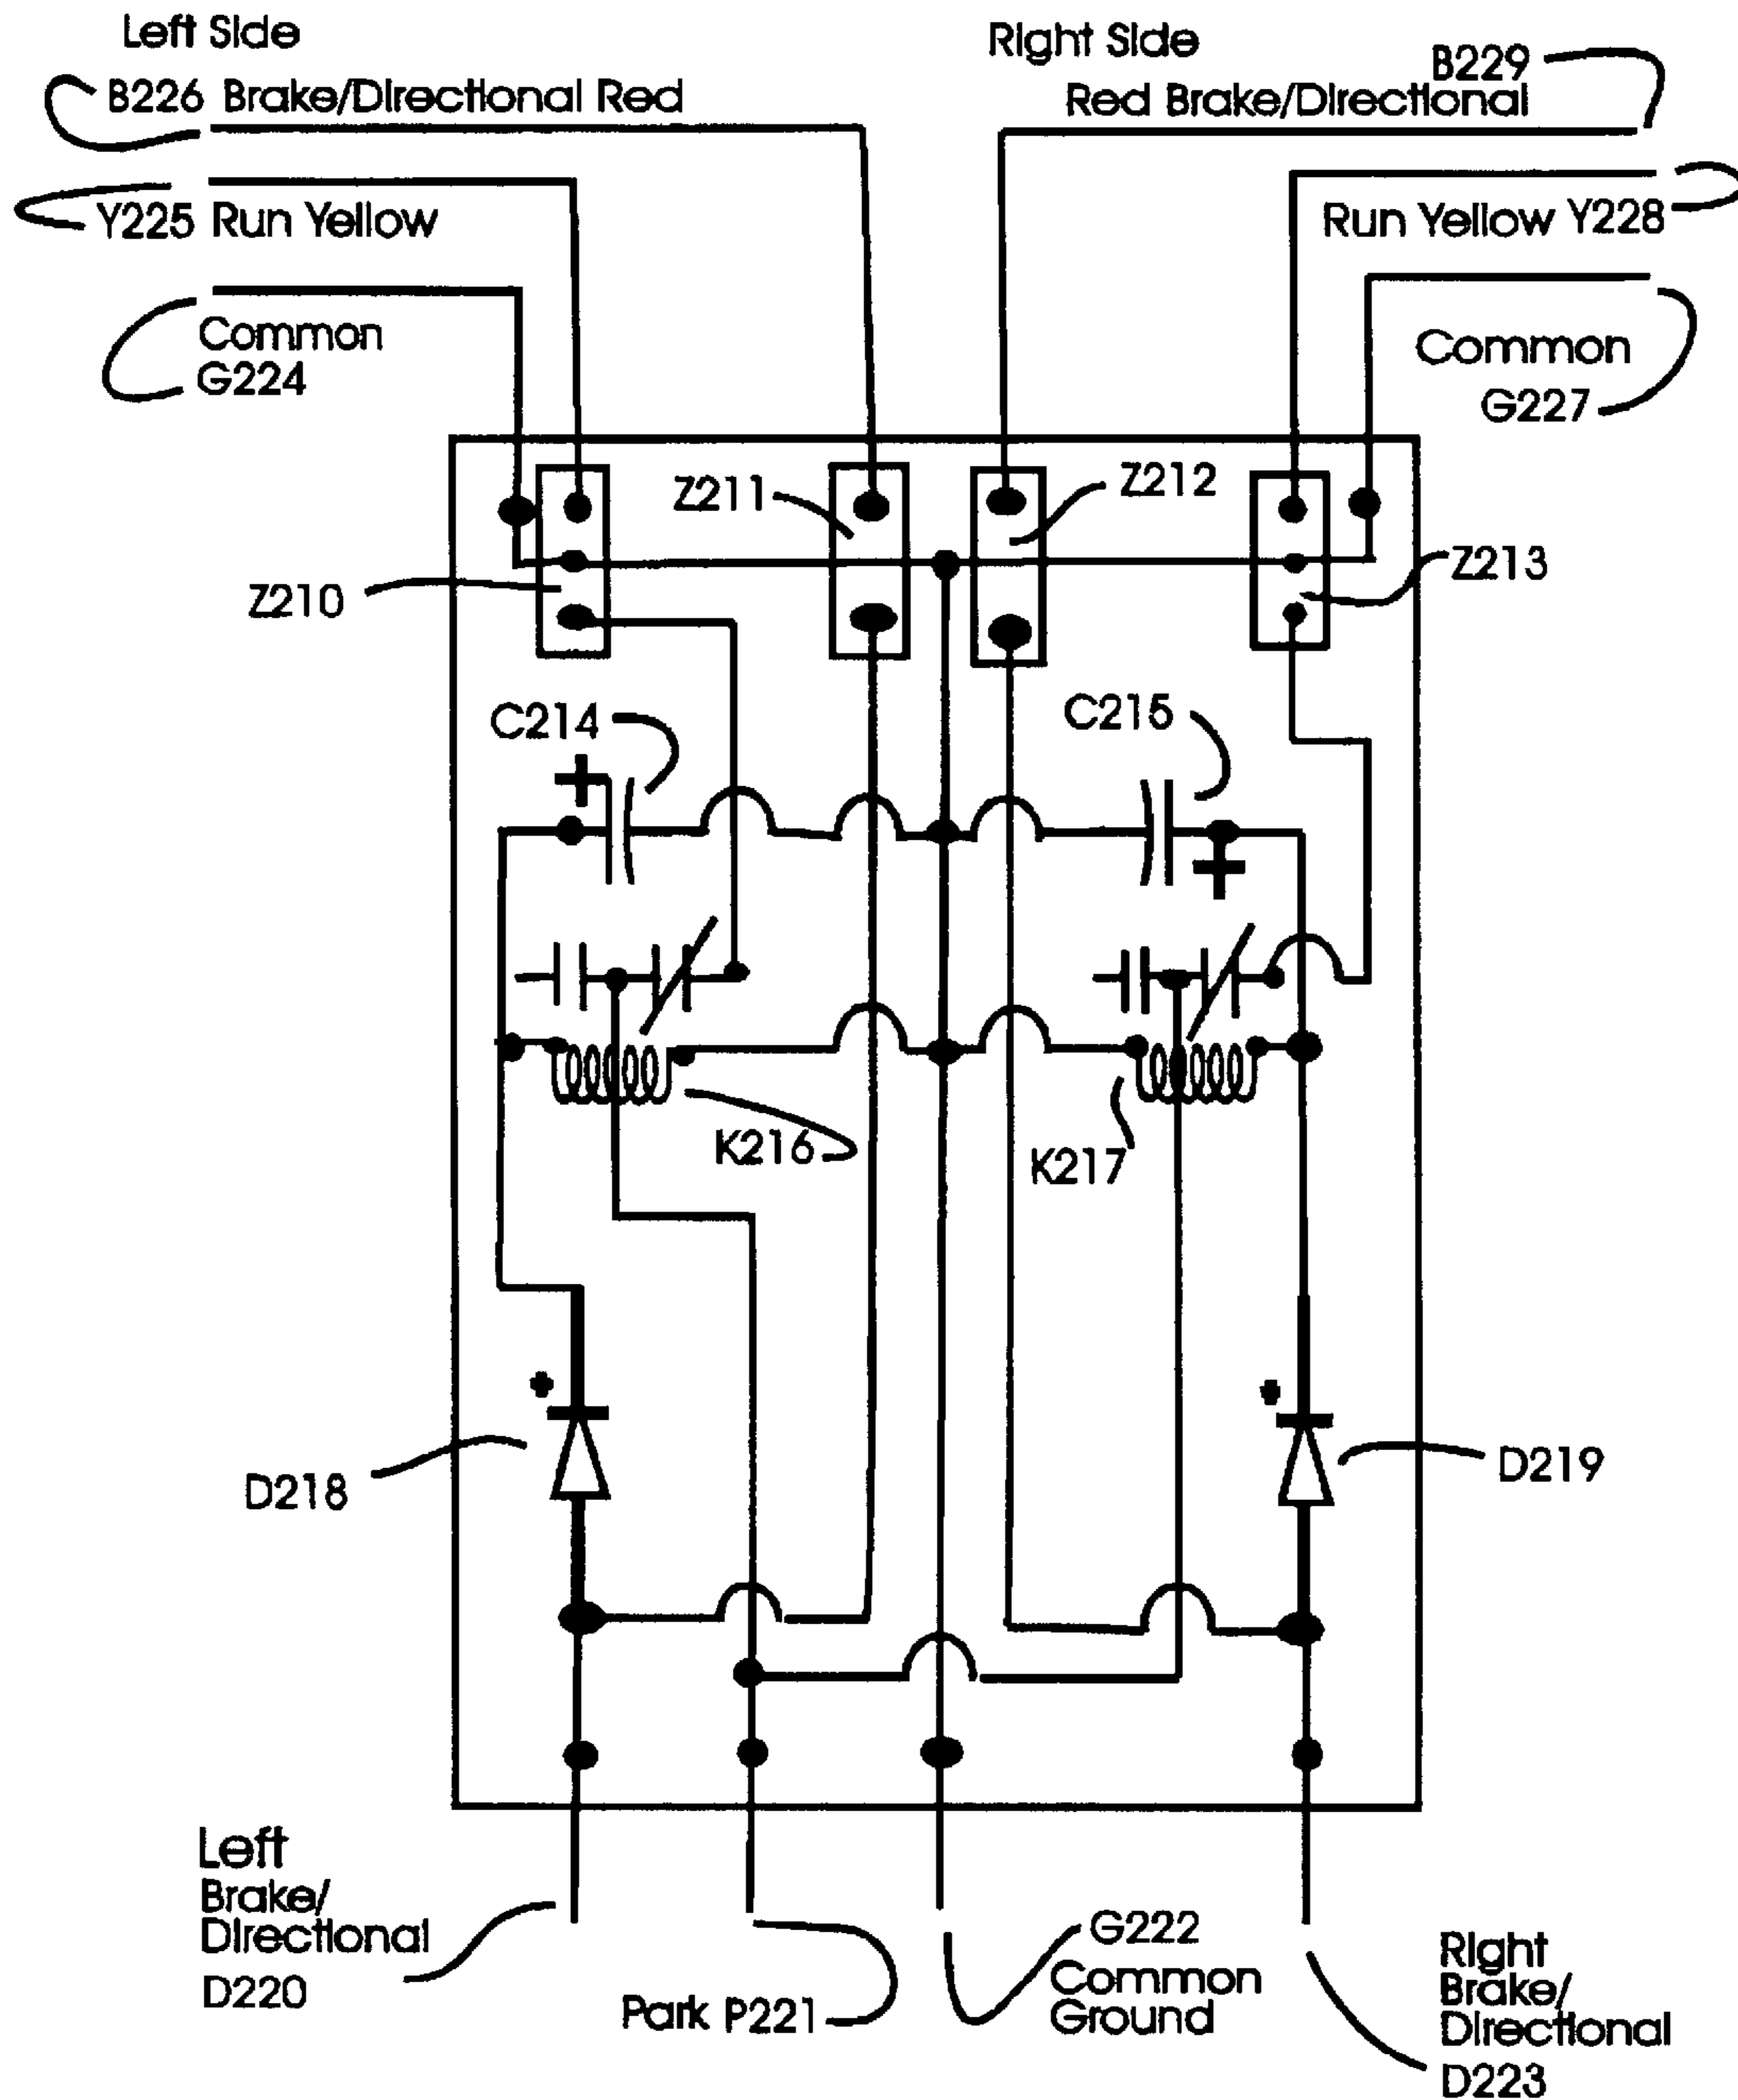 Left Side
Right Side
B229
B226 Brake/Directional Red
Red Brake/Directional
Y225 Run Yellow
Run Yellow Y228
Common
G224
Common
G227
Z211
Z212
Z210
Z213
C214
C215
+
+
K216
K217
D218
D219
Left
Brake/
Directional
D220
Park P221
G222
Common
Ground
Right
Brake/
Directional
D223